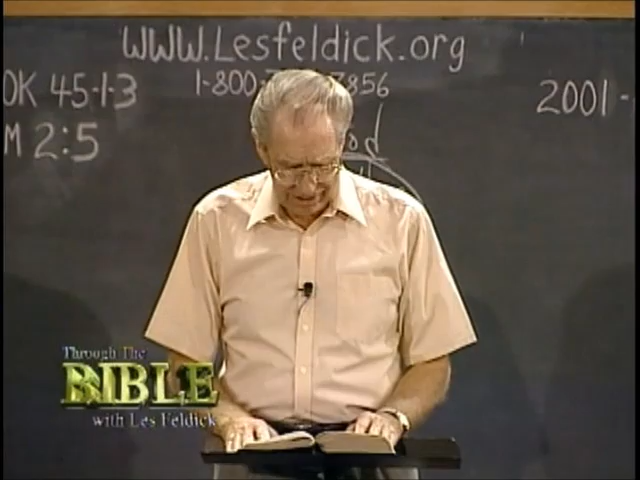 WWW.Lesfeldick.org
1-800- 7856
OK 45-1-3
2001-
M 2:5
Through The
BIBLE
with Les Feldick